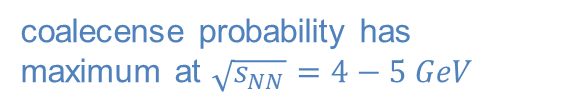 coalecense probability has
maximum at √s_NN = 4 − 5 GeV